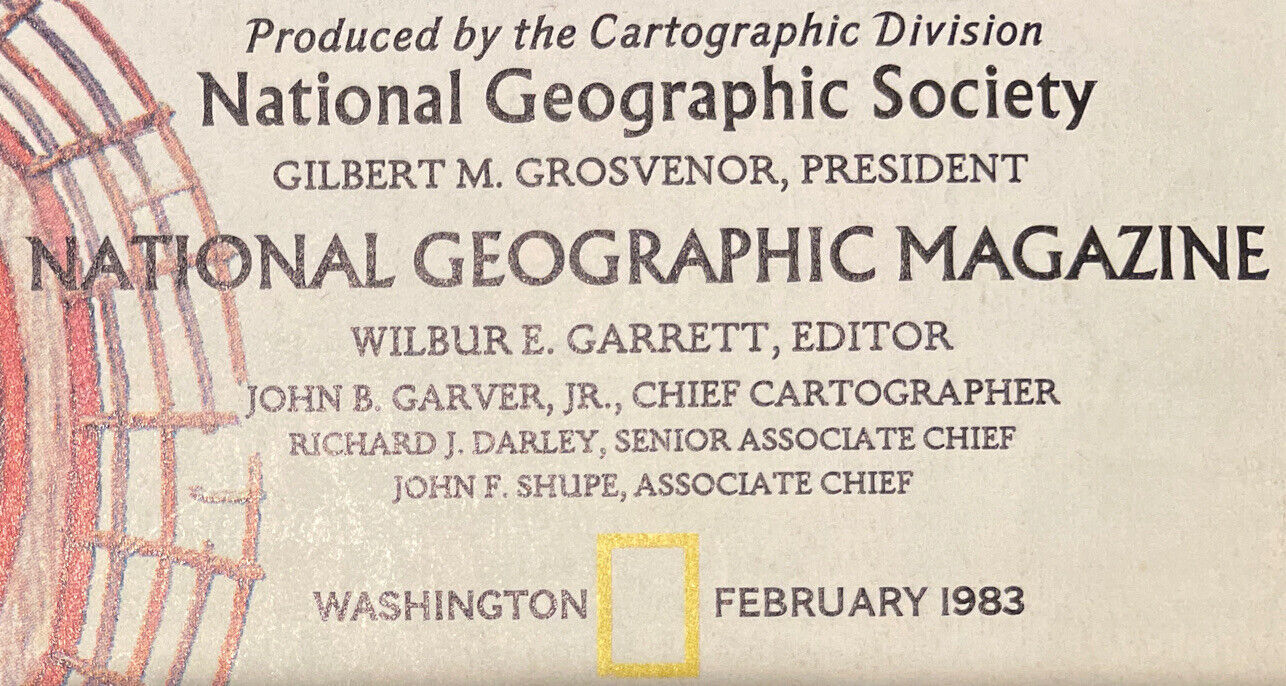 Produced by the Cartographic Division
National Geographic Society
GILBERT M. GROSVENOR, PRESIDENT
NATIONAL GEOGRAPHIC MAGAZINE
WILBUR E. GARRETT, EDITOR
JOHN B. GARVER, JR., CHIEF CARTOGRAPHER
RICHARD J. DARLEY, SENIOR ASSOCIATE CHIEF
JOHN F. SHUPE, ASSOCIATE CHIEF
WASHINGTON FEBRUARY 1983